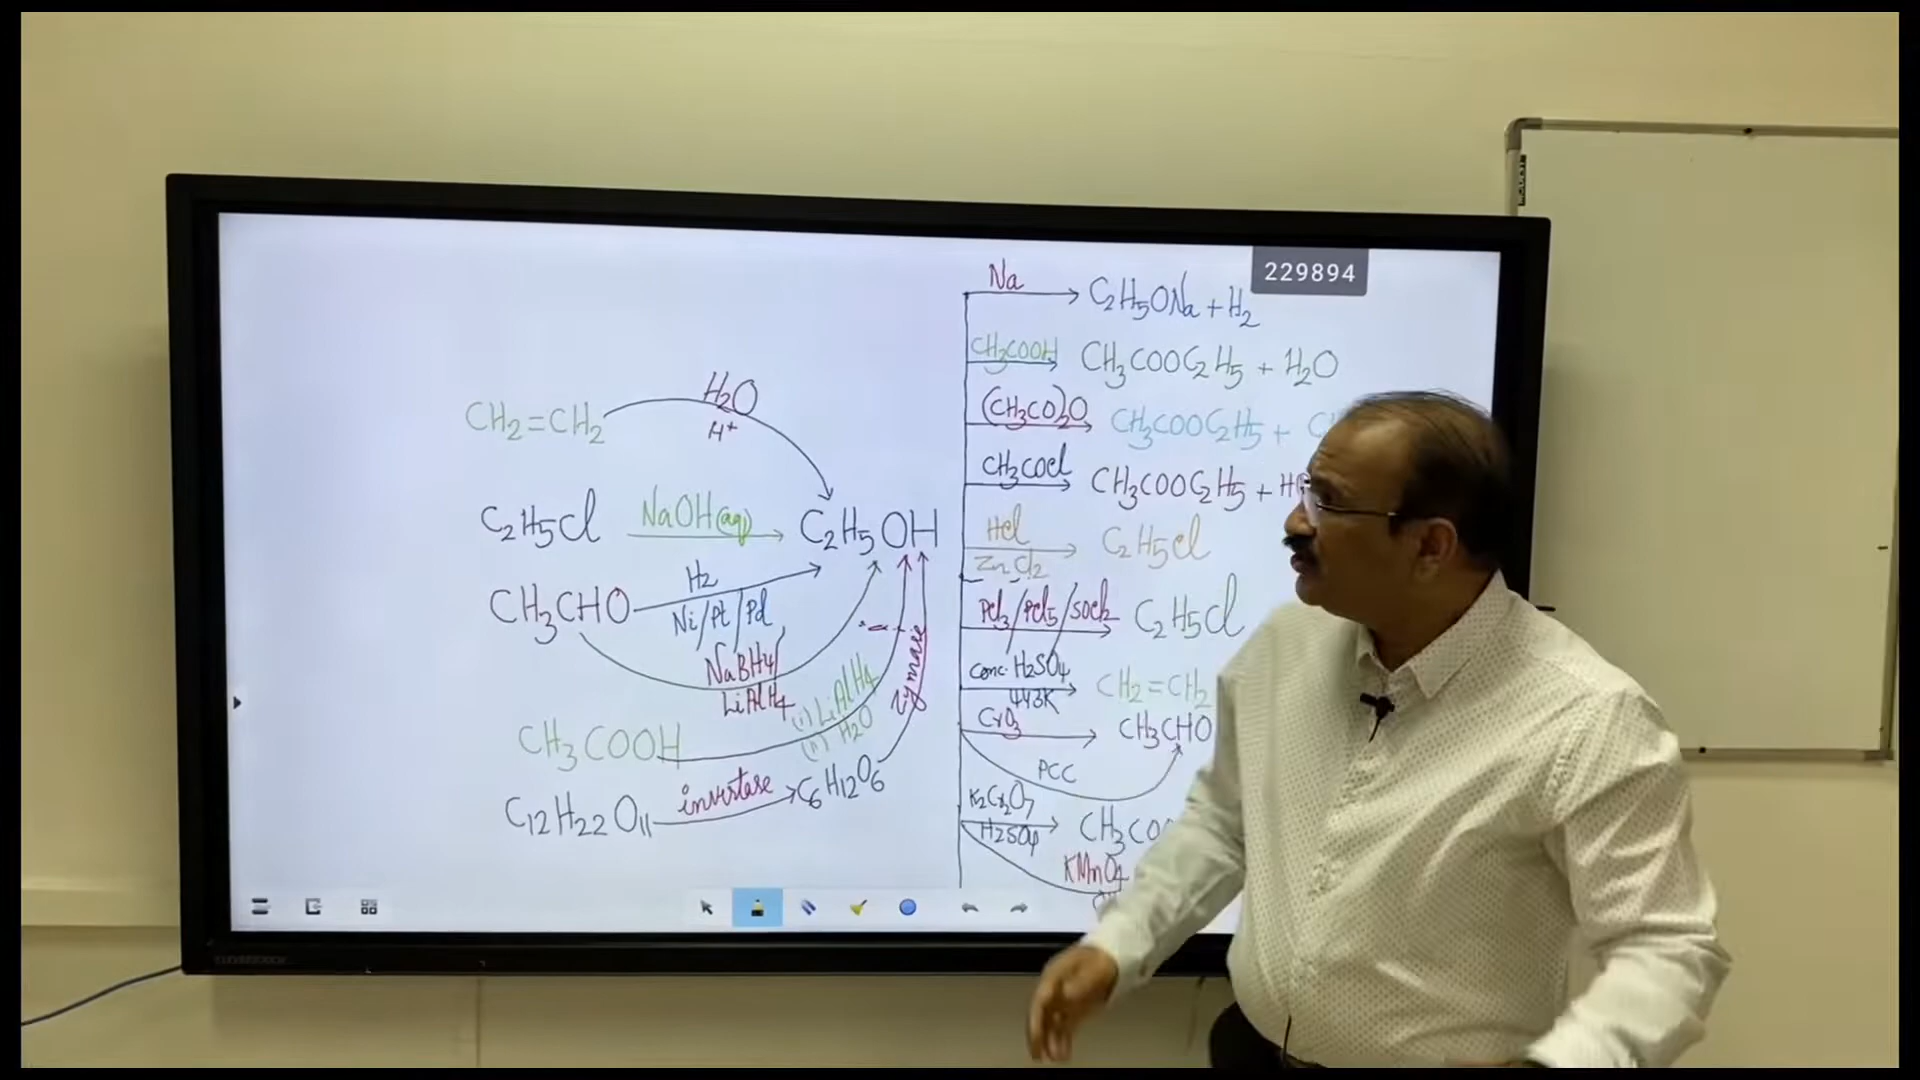 229894
CH2=CH2
H2O
H+
C2H5Cl
NaOH(aq)
C2H5OH
CH3CHO
H2
Ni/Pt/Pd
NaBH4/
LiAlH4
CH3COOH
(i) LiAlH4
(ii) H2O
Zymase
C12H22O11
invertase
C6H12O6
Na
C2H5ONa + H2
CH3COOH
CH3COOC2H5 + H2O
(CH3CO)2O
CH3COOC2H5 + C
CH3COCl
CH3COOC2H5 + H
HCl
ZnCl2
C2H5Cl
PCl3/PCl5/SOCl2
C2H5Cl
Conc. H2SO4
443K
CH2=CH2
CrO3
CH3CHO
PCC
K2Cr2O7
H2SO4
CH3COO
KMnO4